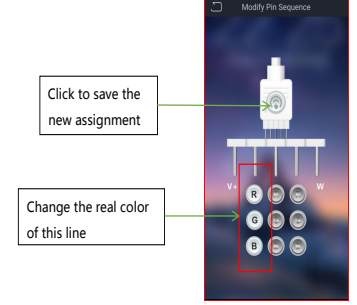 Modify Pin Sequence
Click to save the
new assignment
V+
W
R
Change the real color
of this line
G
B